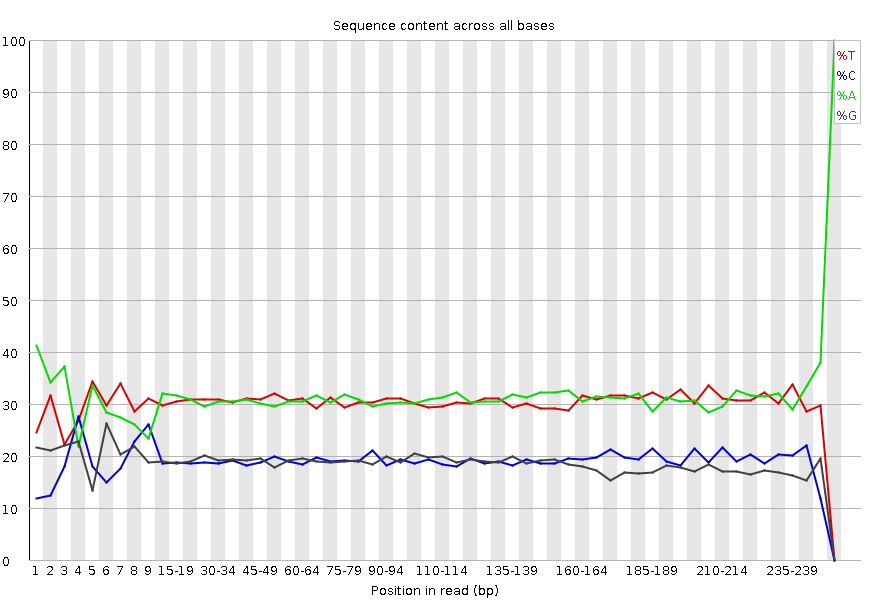 Sequence content across all bases
100
90
80
70
60
50
40
30
20
10
0
%T
%C
%A
%G
1 2 3 4 5 6 7 8 9 15-19 30-34 45-49 60-64 75-79 90-94 110-114 135-139 160-164 185-189 210-214 235-239
Position in read (bp)